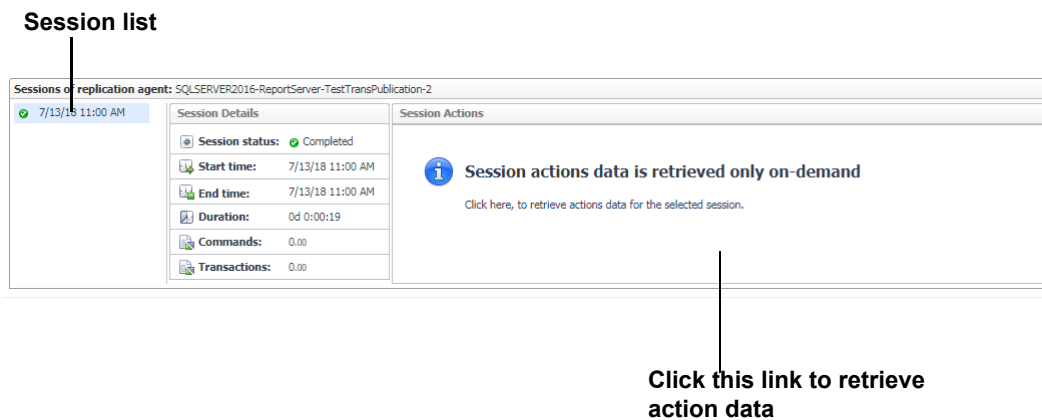 Session list
Sessions of replication agent: SQLSERVER2016-ReportServer-TestTransPublication-2
7/13/18 11:00 AM
Session Details
Session Actions
Session status: Completed
Start time: 7/13/18 11:00 AM
End time: 7/13/18 11:00 AM
Duration: 0d 0:00:19
Commands: 0.00
Transactions: 0.00
Session actions data is retrieved only on-demand
Click here, to retrieve actions data for the selected session.
Click this link to retrieve
action data